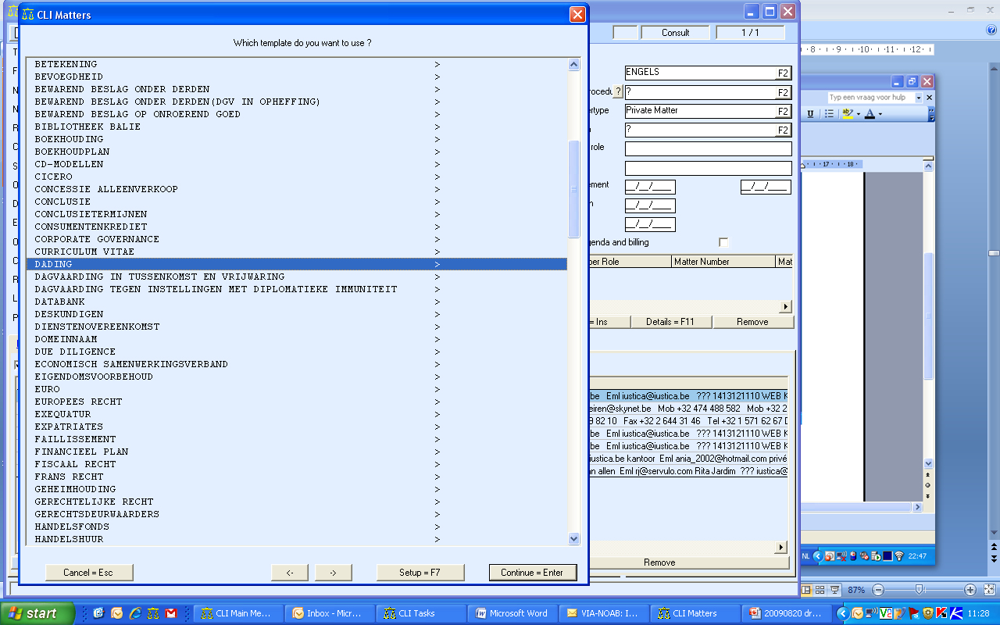 CLI Matters
Which template do you want to use ?
BETEKENING >
BEVOEGDHEID >
BEWAREND BESLAG ONDER DERDEN >
BEWAREND BESLAG ONDER DERDEN(DGV IN OPHEFFING) >
BEWAREND BESLAG OP ONROEREND GOED >
BIBLIOTHEEK BALIE >
BOEKHOUDING >
BOEKHOUDPLAN >
CD-MODELLEN >
CICERO >
CONCESSIE ALLEENVERKOOP >
CONCLUSIE >
CONCLUSIETERMIJNEN >
CONSUMENTENKREDIET >
CORPORATE GOVERNANCE >
CURRICULUM VITAE >
DADING >
DAGVAARDING IN TUSSENKOMST EN VRIJWARING >
DAGVAARDING TEGEN INSTELLINGEN MET DIPLOMATIEKE IMMUNITEIT >
DATABANK >
DESKUNDIGEN >
DIENSTENOVEREENKOMST >
DOMEINNAAM >
DUE DILIGENCE >
ECONOMISCH SAMENWERKINGSVERBAND >
EIGENDOMSVOORBEHOUD >
EURO >
EUROPEES RECHT >
EXEQUATUR >
EXPATRIATES >
FAILLISSEMENT >
FINANCIEEL PLAN >
FISCAAL RECHT >
FRANS RECHT >
GEHEIMHOUDING >
GERECHTELIJKE RECHT >
GERECHTSDEURWAARDERS >
HANDELSFONDS >
HANDELSHUUR >
Cancel = Esc
<-
->
Setup = F7
Continue = Enter
T
F
N
N
R
C
S
O
D
E
O
C
R
L
P
Consult
1 / 1
ENGELS F2
rocedu ? ? F2
rtype Private Matter F2
? F2
role
ement __/__/____ __/__/____
n __/__/____
__/__/____
enda and billing
per Role Matter Number Mat
= Ins Details = F11 Remove
be Eml iustica@iustica.be ??? 1413121110 WEB K
eiren@skynet.be Mob +32 474 488 582 Mob +32 2
9 82 10 Fax +32 2 644 31 46 Tel +32 1 571 62 67 D
be Eml iustica@iustica.be ??? 1413121110 WEB K
be Eml iustica@iustica.be ??? 1413121110 WEB K
iustica.be kantoor Eml ania_2002@hotmail.com privé
n allen Eml rj@servulo.com Rita Jardim ??? iustica@
Remove
8 9 10 11 12
Typ een vraag voor hulp
U ab A
17 18
NL 22:47
87%
start
CLI Main Me...
Inbox - Micr...
CLI Tasks
Microsoft Word
VIA-NOAB: I...
CLI Matters
20090820 dr...
11:28